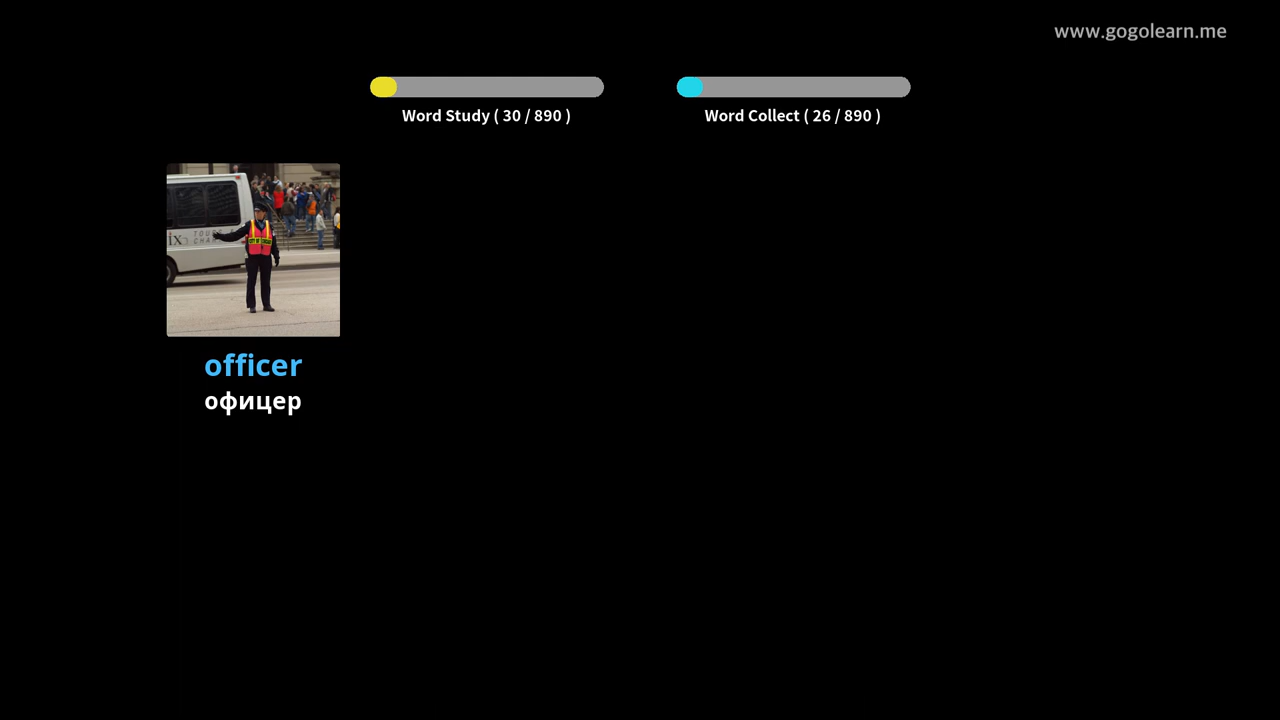 www.gogolearn.me
Word Study ( 30 / 890 )
Word Collect ( 26 / 890 )
officer
офицер